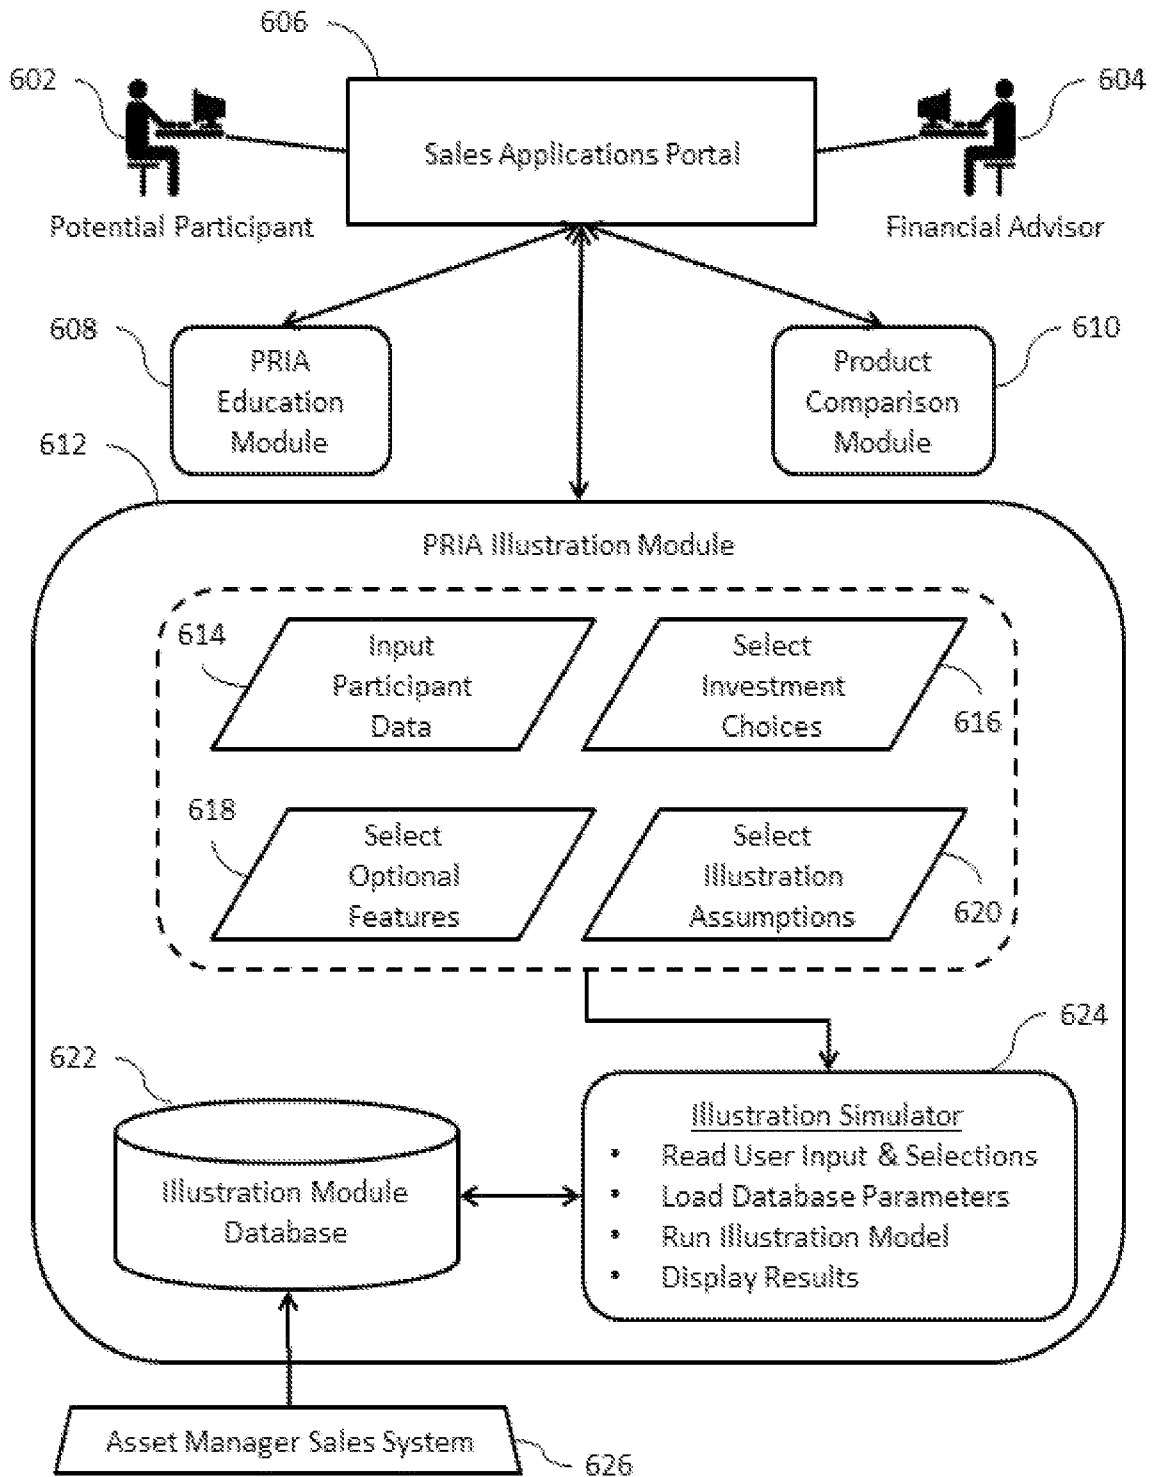 606
602
604
Sales Applications Portal
Potential Participant
Financial Advisor
608
610
PRIA
Education
Module
Product
Comparison
Module
612
PRIA Illustration Module
614
Input
Participant
Data
Select
Investment
Choices
616
618
Select
Optional
Features
Select
Illustration
Assumptions
620
624
622
Illustration Module
Database
Illustration Simulator
• Read User Input & Selections
• Load Database Parameters
• Run Illustration Model
• Display Results
Asset Manager Sales System
626